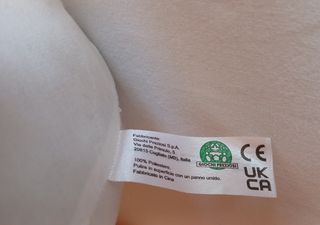 Fabbricante:
Giochi Preziosi S.p.A.
Via delle Primule, 5
20815 Cogliate (MB), Italia
100% Poliestere
Pulire in superficie con un panno umido.
Fabbricato in Cina
GIOCHI PREZIOSI
CE
UK
CA